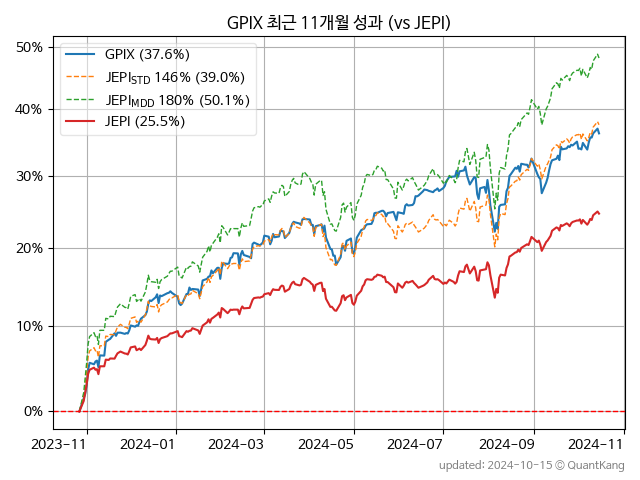 GPIX 최근 11개월 성과 (vs JEPI)
GPIX (37.6%)
JEPISTD 146% (39.0%)
JEPIMDD 180% (50.1%)
JEPI (25.5%)
50%
40%
30%
20%
10%
0%
2023-11 2024-01 2024-03 2024-05 2024-07 2024-09 2024-11
updated: 2024-10-15 © QuantKang